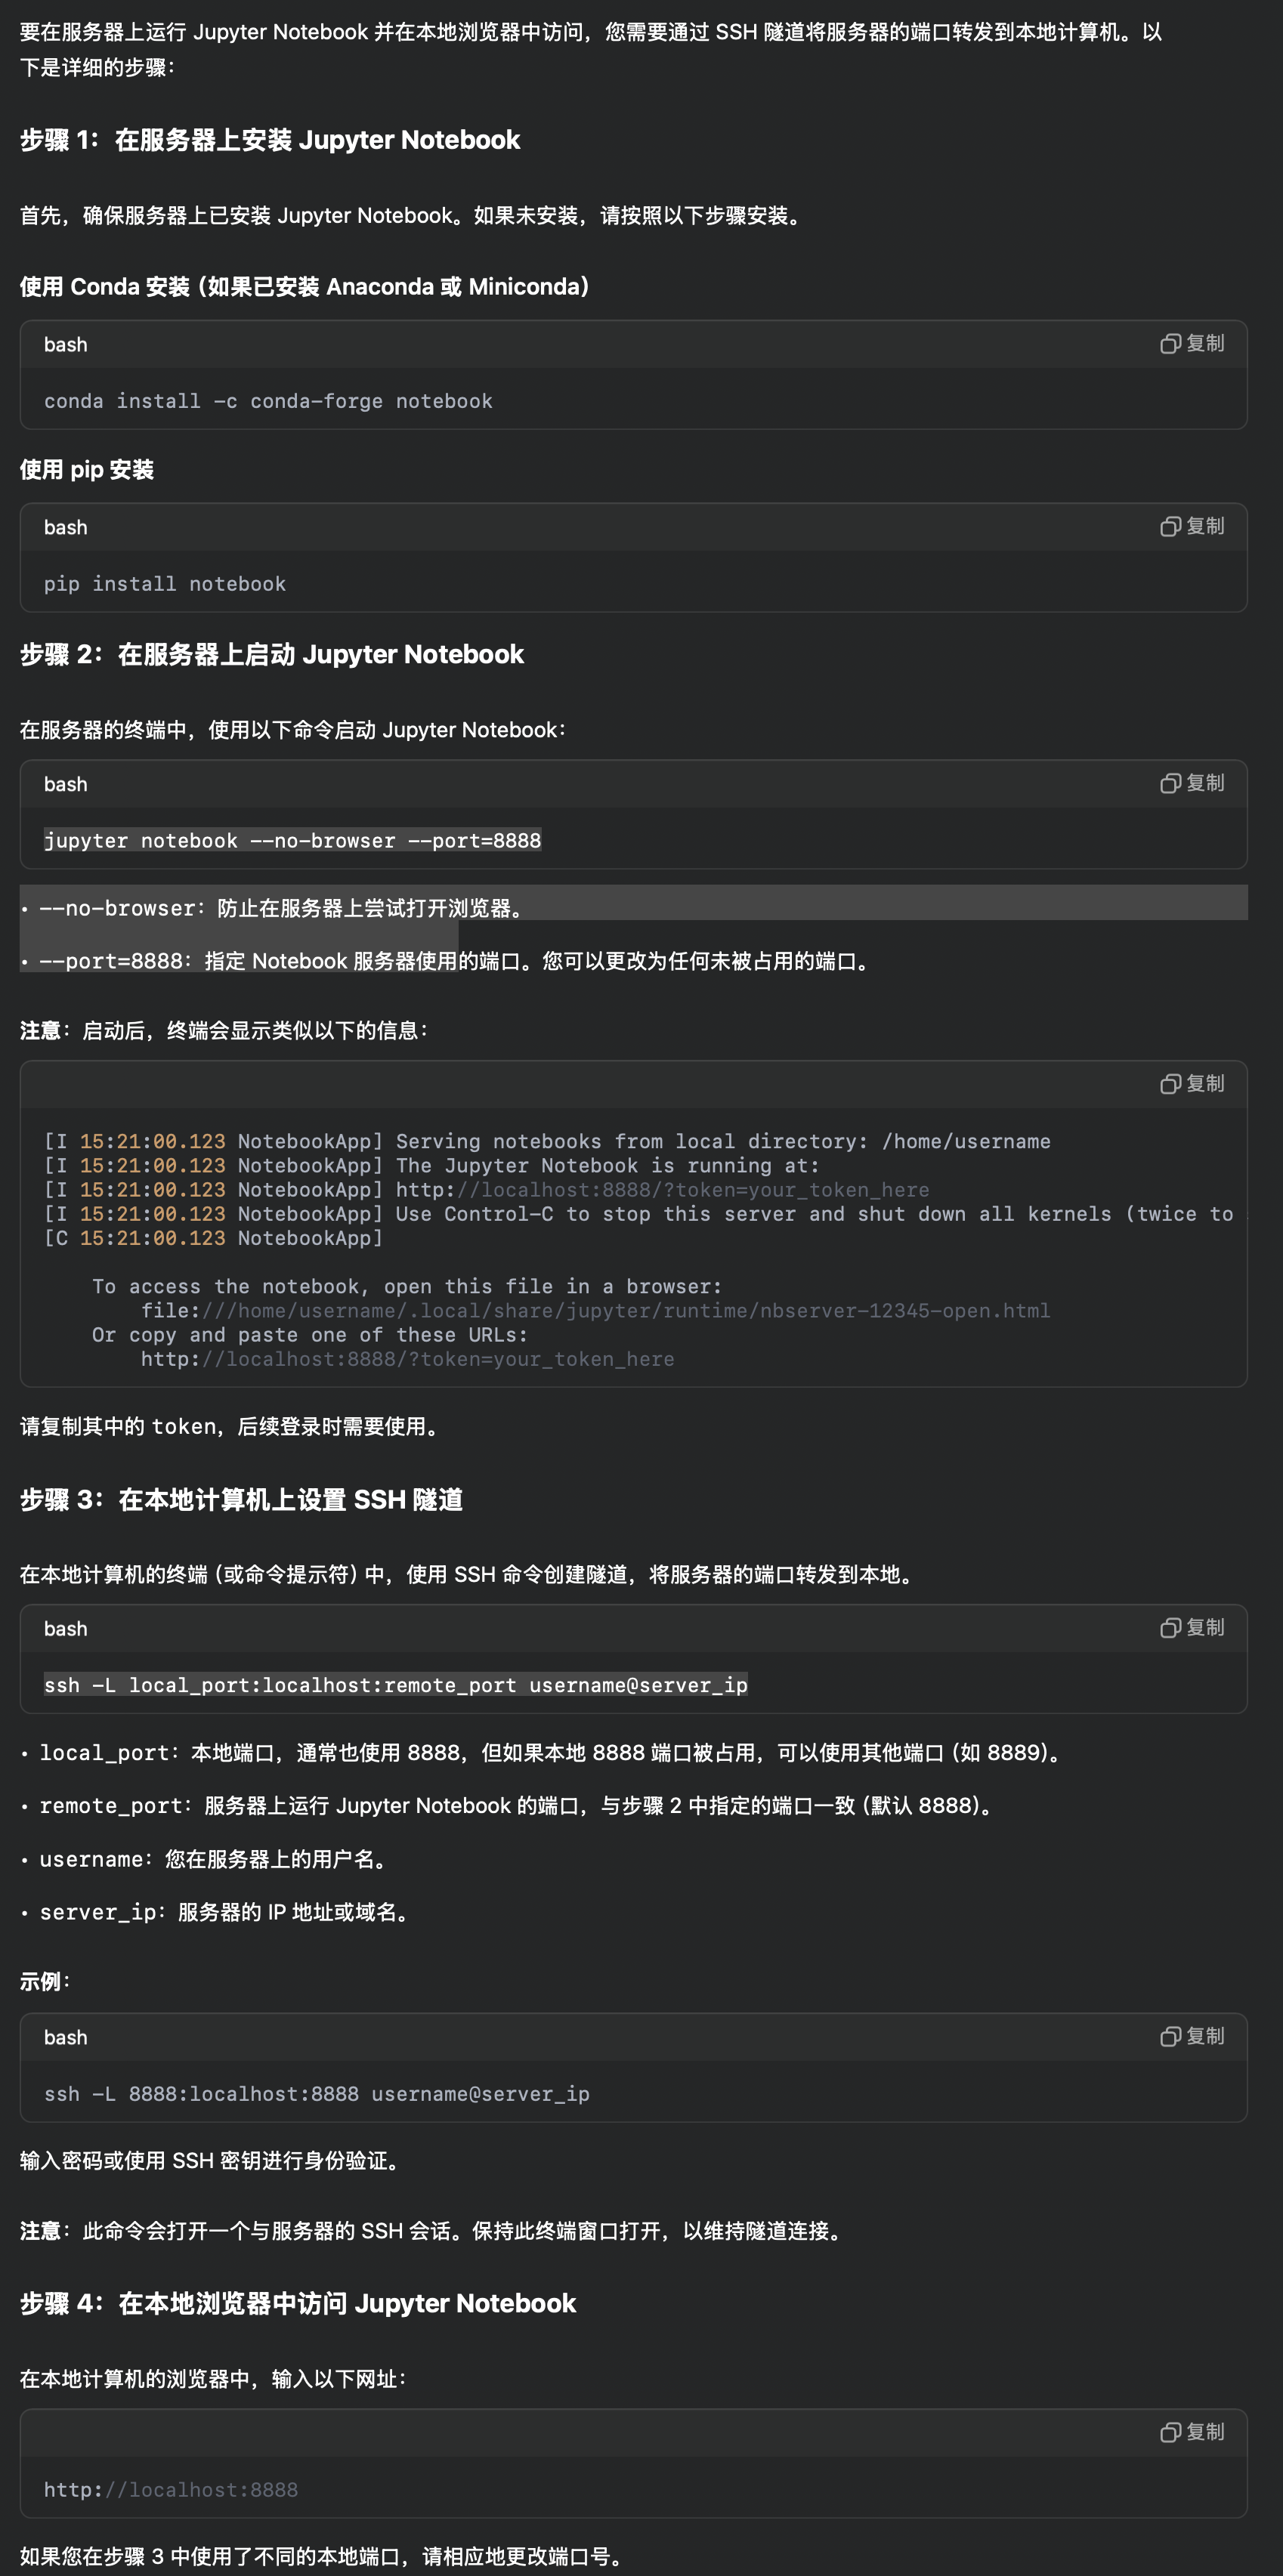 要在服务器上运行 Jupyter Notebook 并在本地浏览器中访问，您需要通过 SSH 隧道将服务器的端口转发到本地计算机。以
下是详细的步骤：
步骤 1：在服务器上安装 Jupyter Notebook
首先，确保服务器上已安装 Jupyter Notebook。如果未安装，请按照以下步骤安装。
使用 Conda 安装（如果已安装 Anaconda 或 Miniconda）
bash 复制
conda install -c conda-forge notebook
使用 pip 安装
bash 复制
pip install notebook
步骤 2：在服务器上启动 Jupyter Notebook
在服务器的终端中，使用以下命令启动 Jupyter Notebook：
bash 复制
jupyter notebook --no-browser --port=8888
• --no-browser：防止在服务器上尝试打开浏览器。
• --port=8888：指定 Notebook 服务器使用的端口。您可以更改为任何未被占用的端口。
注意：启动后，终端会显示类似以下的信息：
复制
[I 15:21:00.123 NotebookApp] Serving notebooks from local directory: /home/username
[I 15:21:00.123 NotebookApp] The Jupyter Notebook is running at:
[I 15:21:00.123 NotebookApp] http://localhost:8888/?token=your_token_here
[I 15:21:00.123 NotebookApp] Use Control-C to stop this server and shut down all kernels (twice to
[C 15:21:00.123 NotebookApp]
To access the notebook, open this file in a browser:
file:///home/username/.local/share/jupyter/runtime/nbserver-12345-open.html
Or copy and paste one of these URLs:
http://localhost:8888/?token=your_token_here
请复制其中的 token，后续登录时需要使用。
步骤 3：在本地计算机上设置 SSH 隧道
在本地计算机的终端（或命令提示符）中，使用 SSH 命令创建隧道，将服务器的端口转发到本地。
bash 复制
ssh -L local_port:localhost:remote_port username@server_ip
• local_port：本地端口，通常也使用 8888，但如果本地 8888 端口被占用，可以使用其他端口（如 8889）。
• remote_port：服务器上运行 Jupyter Notebook 的端口，与步骤 2 中指定的端口一致（默认 8888）。
• username：您在服务器上的用户名。
• server_ip：服务器的 IP 地址或域名。
示例：
bash 复制
ssh -L 8888:localhost:8888 username@server_ip
输入密码或使用 SSH 密钥进行身份验证。
注意：此命令会打开一个与服务器的 SSH 会话。保持此终端窗口打开，以维持隧道连接。
步骤 4：在本地浏览器中访问 Jupyter Notebook
在本地计算机的浏览器中，输入以下网址：
复制
http://localhost:8888
如果您在步骤 3 中使用了不同的本地端口，请相应地更改端口号。